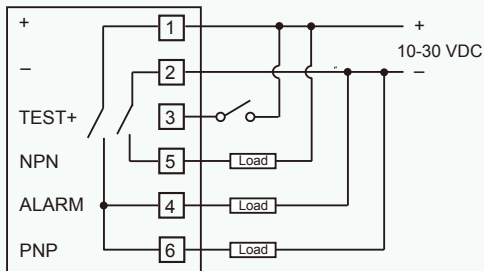 + 1 +
10-30 VDC
– 2 –
TEST+ 3
NPN 5 Load
ALARM 4 Load
PNP 6 Load